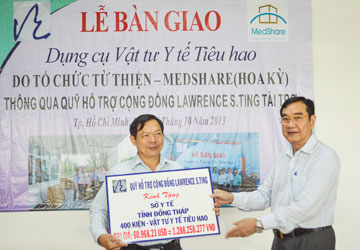 LỄ BÀN GIAO
MedShare
Dụng cụ Vật tư Y tế Tiêu hao
DO TỔ CHỨC TỪ THIỆN – MEDSHARE(HOA KỲ)
THÔNG QUA QUỸ HỖ TRỢ CỘNG ĐỒNG LAWRENCE S.TING TÀI TRỢ
Tp. Hồ Chí Minh
Tháng 10 Năm 2013
QUỸ HỖ TRỢ CỘNG ĐỒNG LAWRENCE S.TING
Kính Tặng
SỞ Y TẾ
TỈNH ĐỒNG THÁP
400 KIỆN - VẬT TƯ Y TẾ TIÊU HAO
TRỊ GIÁ: 60,968.21 USD = 1,286,258.277 VNĐ